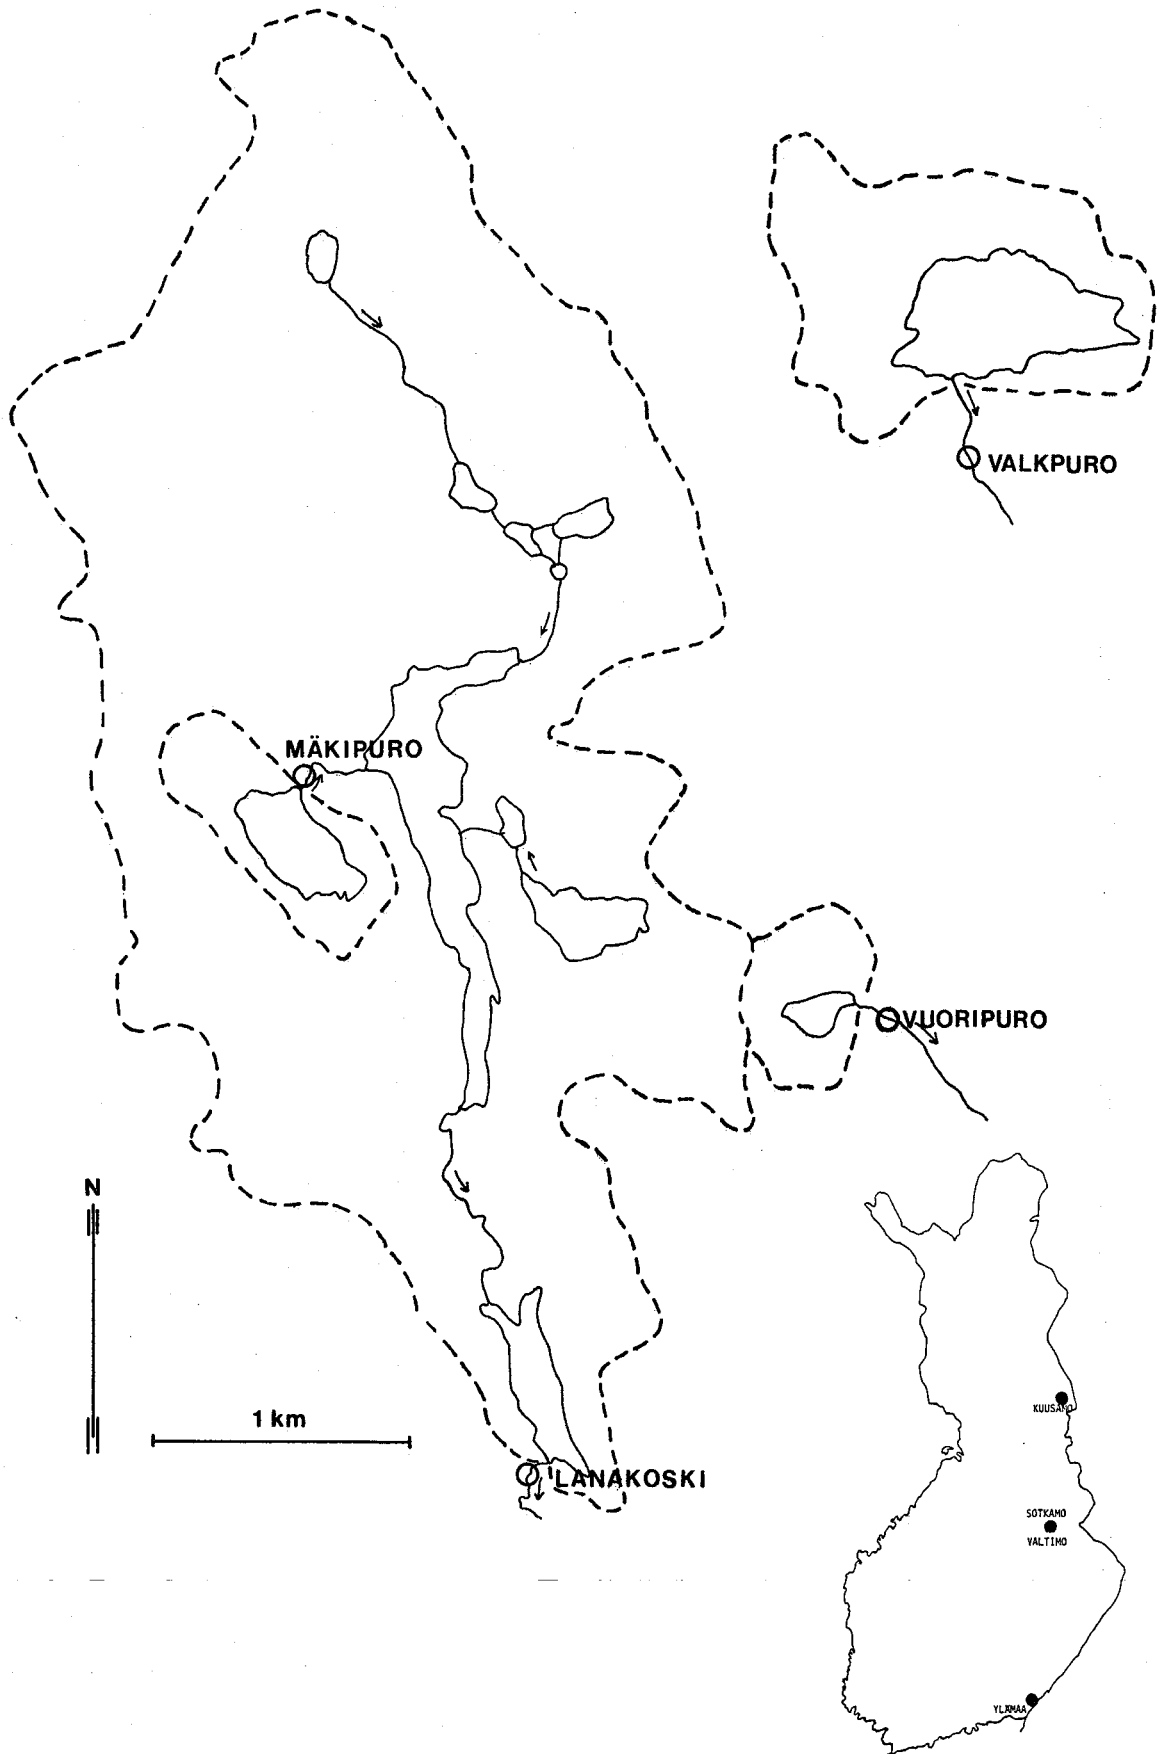 VALKPURO
MÄKIPURO
VUORIPURO
N
1 km
LANAKOSKI
KUUSAMO
SOTKAMO
VALTIMO
YLÄMAA